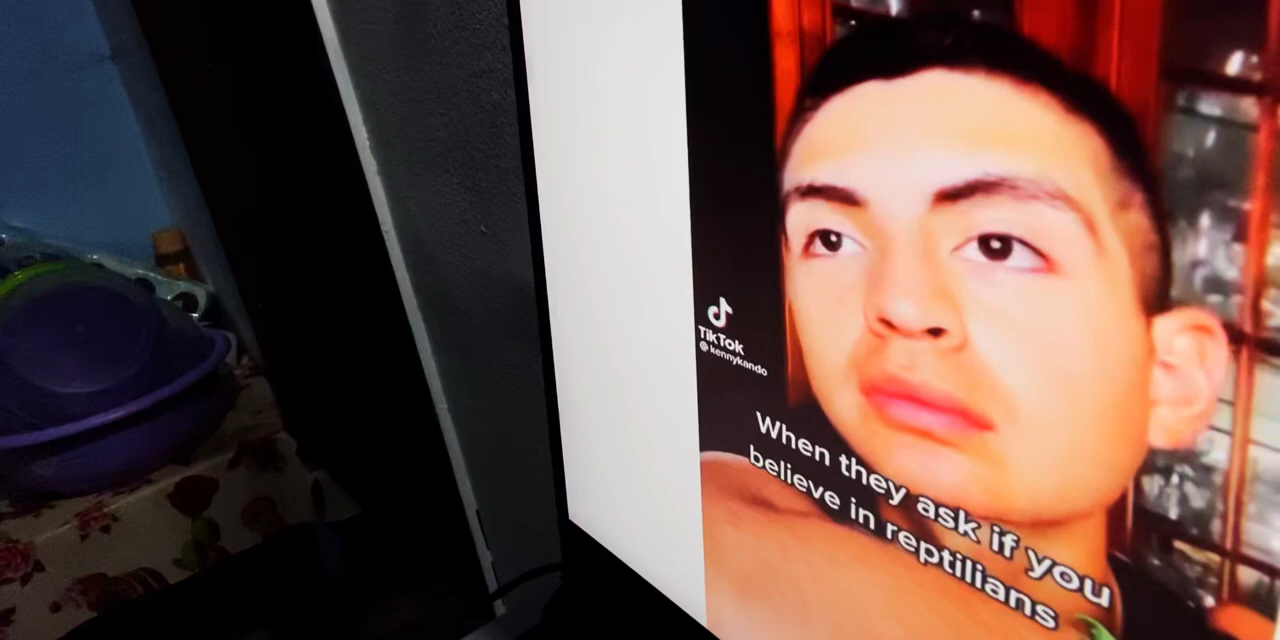 TikTok
@kennykando
When they ask if you
believe in reptilians